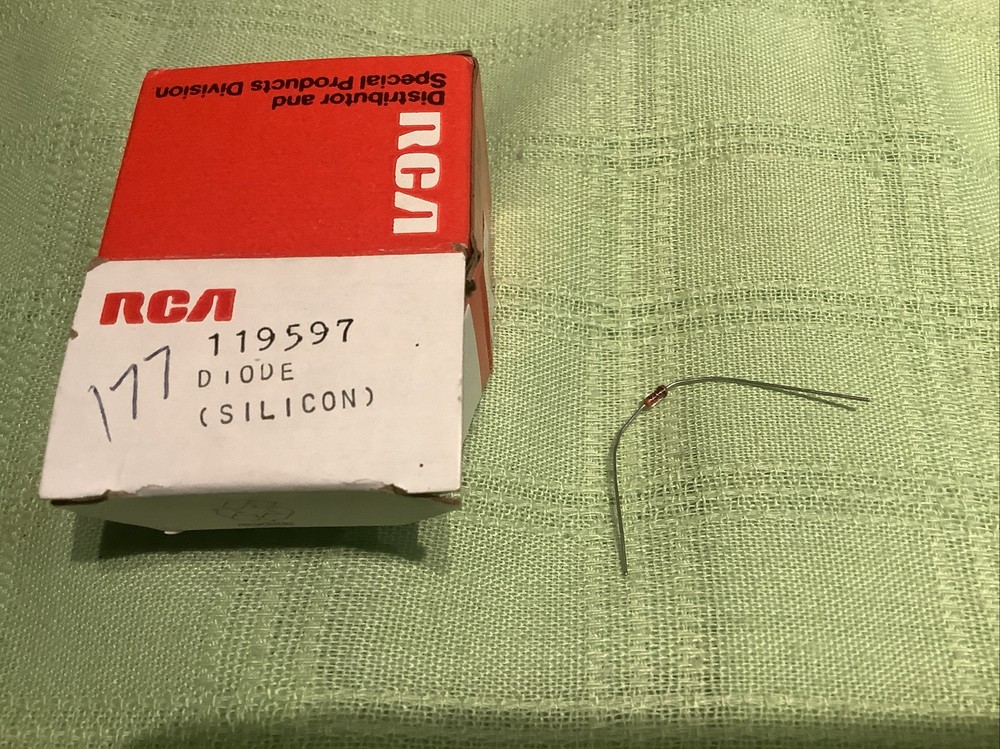 Distributor and
Special Products Division
RCA
RCA
119597
177
DIODE
(SILICON)